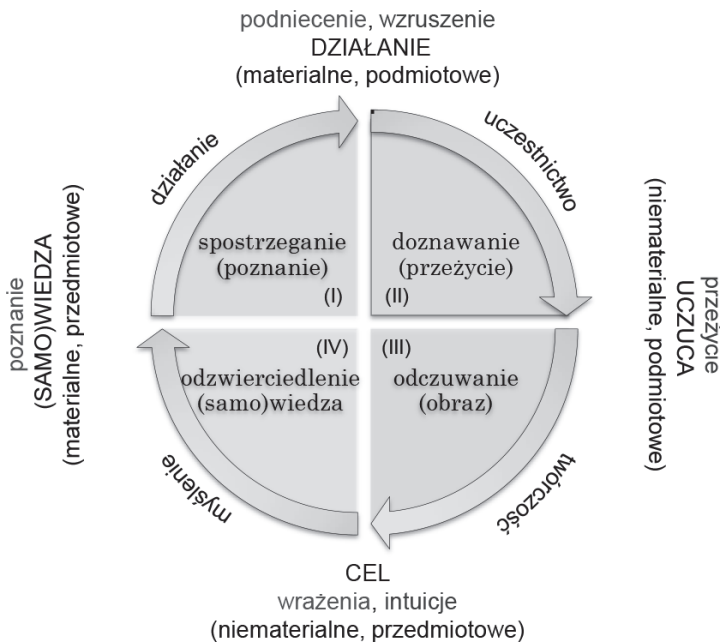 podniecenie, wzruszenie
DZIAŁANIE
(materialne, podmiotowe)
działanie
uczestnictwo
spostrzeganie
(poznanie)
(I)
doznawanie
(przeżycie)
(II)
poznanie
(SAMO)WIEDZA
(materialne, przedmiotowe)
przeżycie
UCZUCA
(niematerialne, podmiotowe)
(IV)
odzwierciedlenie
(samo)wiedza
(III)
odczuwanie
(obraz)
myślenie
twórczość
CEL
wrażenia, intuicje
(niematerialne, przedmiotowe)